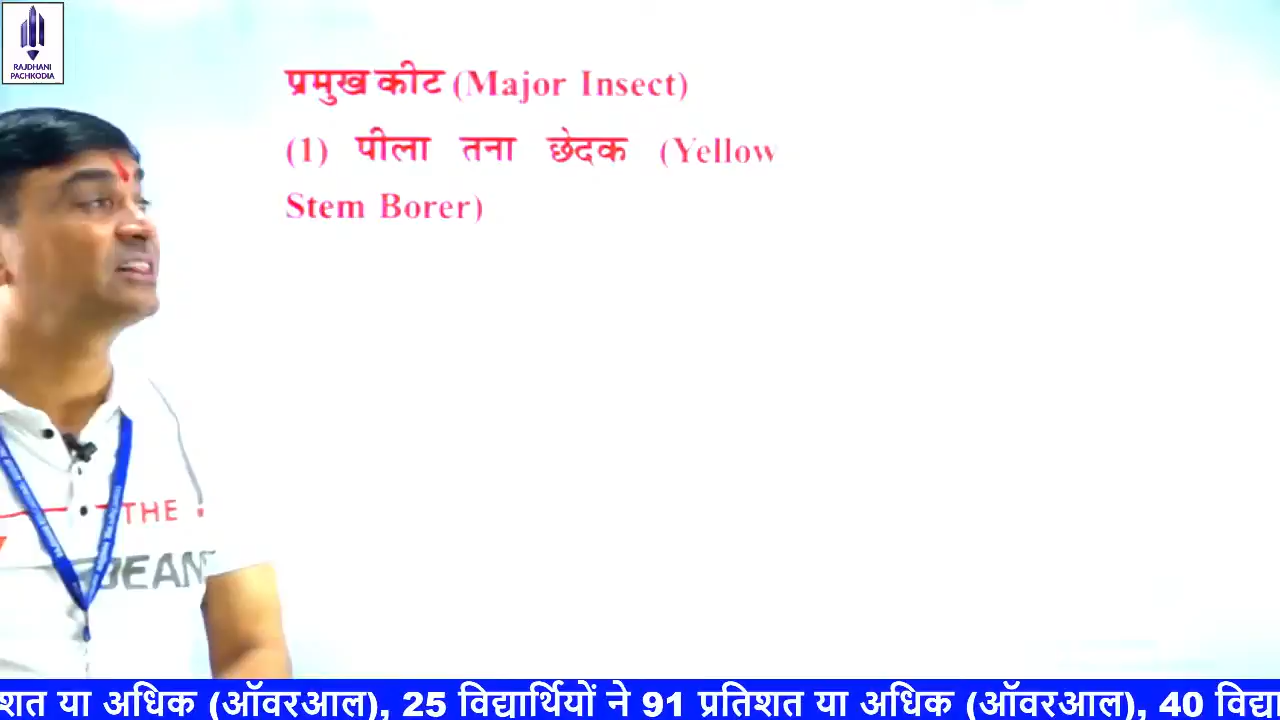 RAJDHANI
PACHKODIA
प्रमुख कीट (Major Insect)
(1) पीला तना छेदक (Yellow
Stem Borer)
THE
JEAN
शत या अधिक (ऑवरआल), 25 विद्यार्थियों ने 91 प्रतिशत या अधिक (ऑवरआल), 40 विद्या